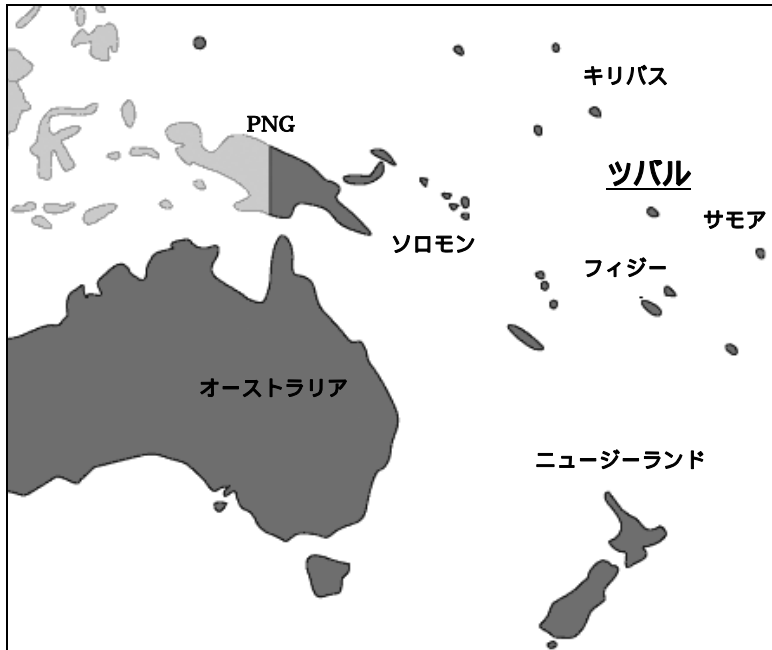 キリバス
PNG
ツバル
サモア
ソロモン
フィジー
オーストラリア
ニュージーランド